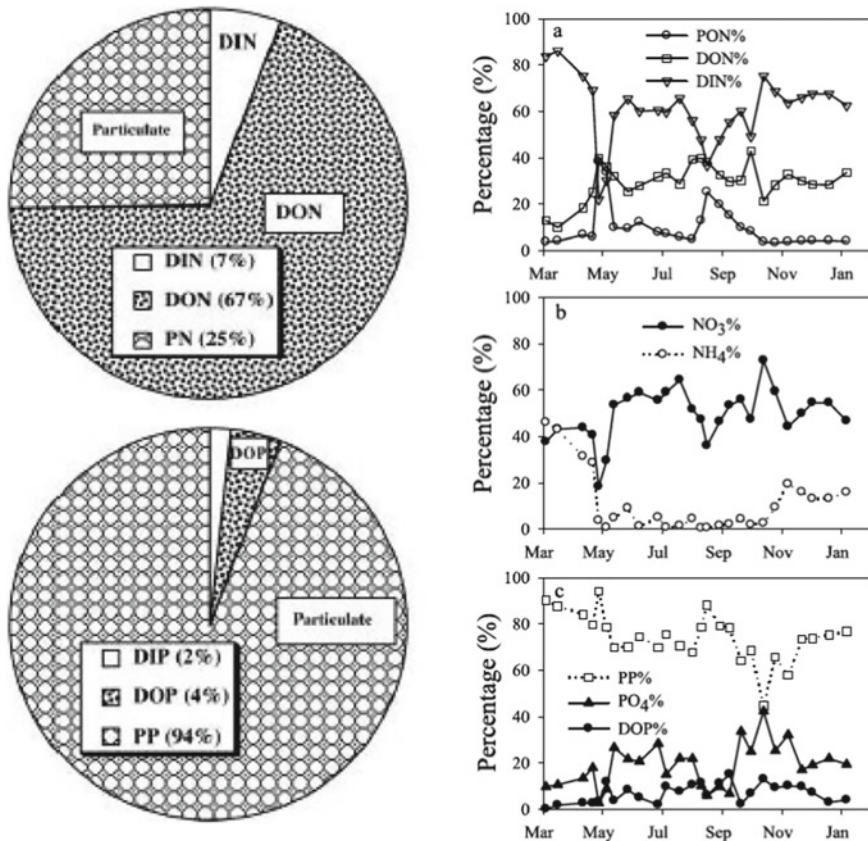 DIN
Particulate
DON
DIN (7%)
DON (67%)
PN (25%)
DOP
Particulate
DIP (2%)
DOP (4%)
PP (94%)
Percentage (%)
100
80
60
40
20
0
a
PON%
DON%
DIN%
Mar May Jul Sep Nov Jan
Percentage (%)
100
80
60
40
20
0
b
NO3%
NH4%
Mar May Jul Sep Nov Jan
Percentage (%)
100
80
60
40
20
0
c
PP%
PO4%
DOP%
Mar May Jul Sep Nov Jan